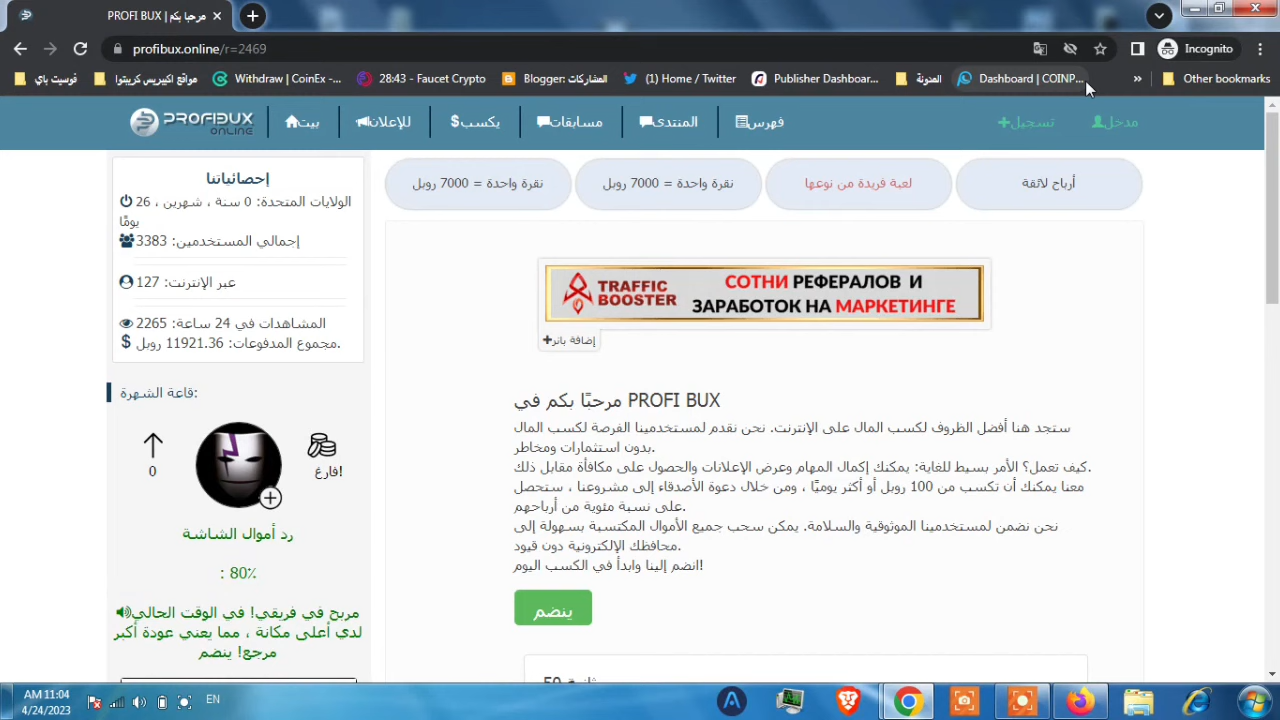 مرحبا بكم | PROFI BUX
profibux.online/r=2469
Incognito
فوسيت باي
مواقع اكيبريس كريبتوا
Withdraw | CoinEx -...
28:43 - Faucet Crypto
Blogger: المشاركات
(1) Home / Twitter
Publisher Dashboar...
المدونة
Dashboard | COINP...
»
Other bookmarks
PROFIBUX
ONLINE
بيت
للإعلان
يكسب
مسابقات
المنتدى
فهرس
تسجيل
مدخل
إحصائياتنا
الولايات المتحدة: 0 سنة ، شهرين ، 26
يومًا
إجمالي المستخدمين: 3383
عبر الإنترنت: 127
المشاهدات في 24 ساعة: 2265
مجموع المدفوعات: 11921.36 روبل.
قاعة الشهرة:
0
فارغ!
رد أموال الشاشة
: 80٪
مربح في فريقي! في الوقت الحالي
لدي أعلى مكانة ، مما يعني عودة أكبر
مرجع! ينضم
نقرة واحدة = 7000 روبل
نقرة واحدة = 7000 روبل
لعبة فريدة من نوعها
أرباح لائقة
TRAFFIC
BOOSTER
СОТНИ РЕФЕРАЛОВ И
ЗАРАБОТОК НА МАРКЕТИНГЕ
إضافة بانر
مرحبًا بكم في PROFI BUX
ستجد هنا أفضل الظروف لكسب المال على الإنترنت. نحن نقدم لمستخدمينا الفرصة لكسب المال
بدون استثمارات ومخاطر.
كيف تعمل؟ الأمر بسيط للغاية: يمكنك إكمال المهام وعرض الإعلانات والحصول على مكافأة مقابل ذلك.
معنا يمكنك أن تكسب من 100 روبل أو أكثر يوميًا ، ومن خلال دعوة الأصدقاء إلى مشروعنا ، ستحصل
على نسبة مئوية من أرباحهم.
نحن نضمن لمستخدمينا الموثوقية والسلامة. يمكن سحب جميع الأموال المكتسبة بسهولة إلى
محافظك الإلكترونية دون قيود.
انضم إلينا وابدأ في الكسب اليوم!
ينضم
AM 11:04
4/24/2023
EN